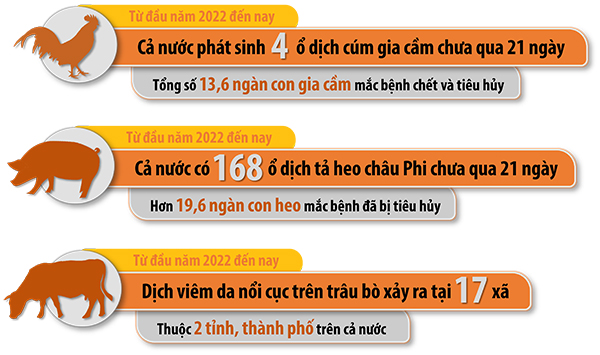 Từ đầu năm 2022 đến nay
Cả nước phát sinh 4 ổ dịch cúm gia cầm chưa qua 21 ngày
Tổng số 13,6 ngàn con gia cầm mắc bệnh chết và tiêu hủy
Từ đầu năm 2022 đến nay
Cả nước có 168 ổ dịch tả heo châu Phi chưa qua 21 ngày
Hơn 19,6 ngàn con heo mắc bệnh đã bị tiêu hủy
Từ đầu năm 2022 đến nay
Dịch viêm da nổi cục trên trâu bò xảy ra tại 17 xã
Thuộc 2 tỉnh, thành phố trên cả nước